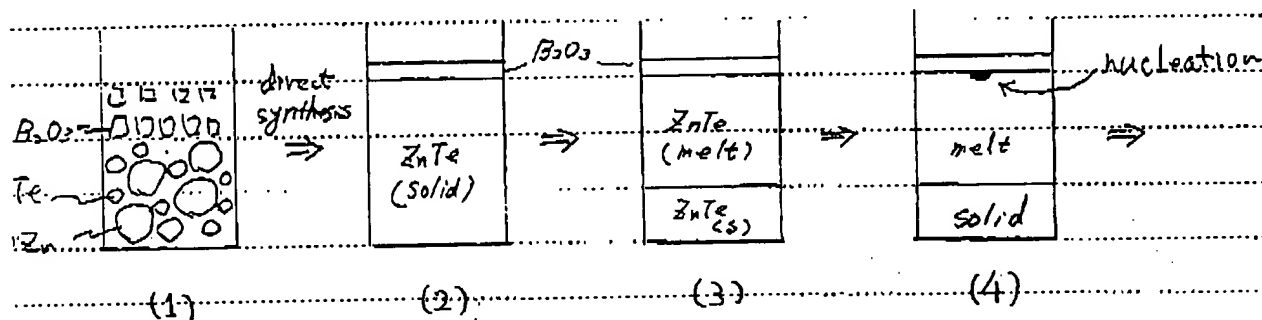 B2O3
Te
Zn
direct
synthesis
⇒
ZnTe
(solid)
B2O3
⇒
ZnTe
(melt)
ZnTe
(s)
⇒
nucleation
melt
solid
⇒
(1)
(2)
(3)
(4)